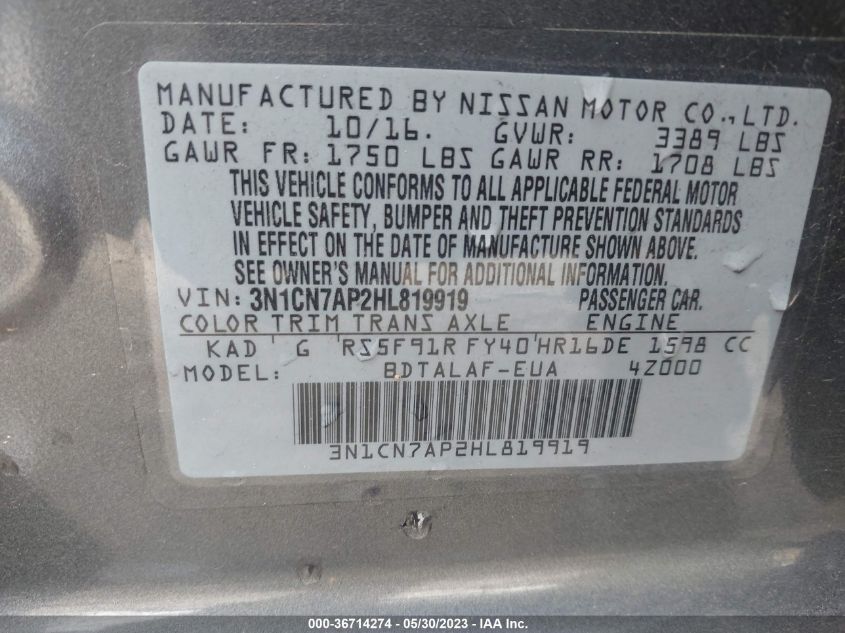 MANUFACTURED BY NISSAN MOTOR CO., LTD.
DATE: 10/16. GVWR: 3389 LBS
GAWR FR: 1750 LBS GAWR RR: 1708 LBS
THIS VEHICLE CONFORMS TO ALL APPLICABLE FEDERAL MOTOR
VEHICLE SAFETY, BUMPER AND THEFT PREVENTION STANDARDS
IN EFFECT ON THE DATE OF MANUFACTURE SHOWN ABOVE.
SEE OWNER'S MANUAL FOR ADDITIONAL INFORMATION.
VIN: 3N1CN7AP2HL819919 PASSENGER CAR.
COLOR TRIM TRANS AXLE ENGINE
KAD ' G 'RS5F91R FY40'HR16DE 1598 CC
MODEL: BDTALAF-EUA 4Z000
3N1CN7AP2HL819919
000-36714274 - 05/30/2023 - IAA Inc.